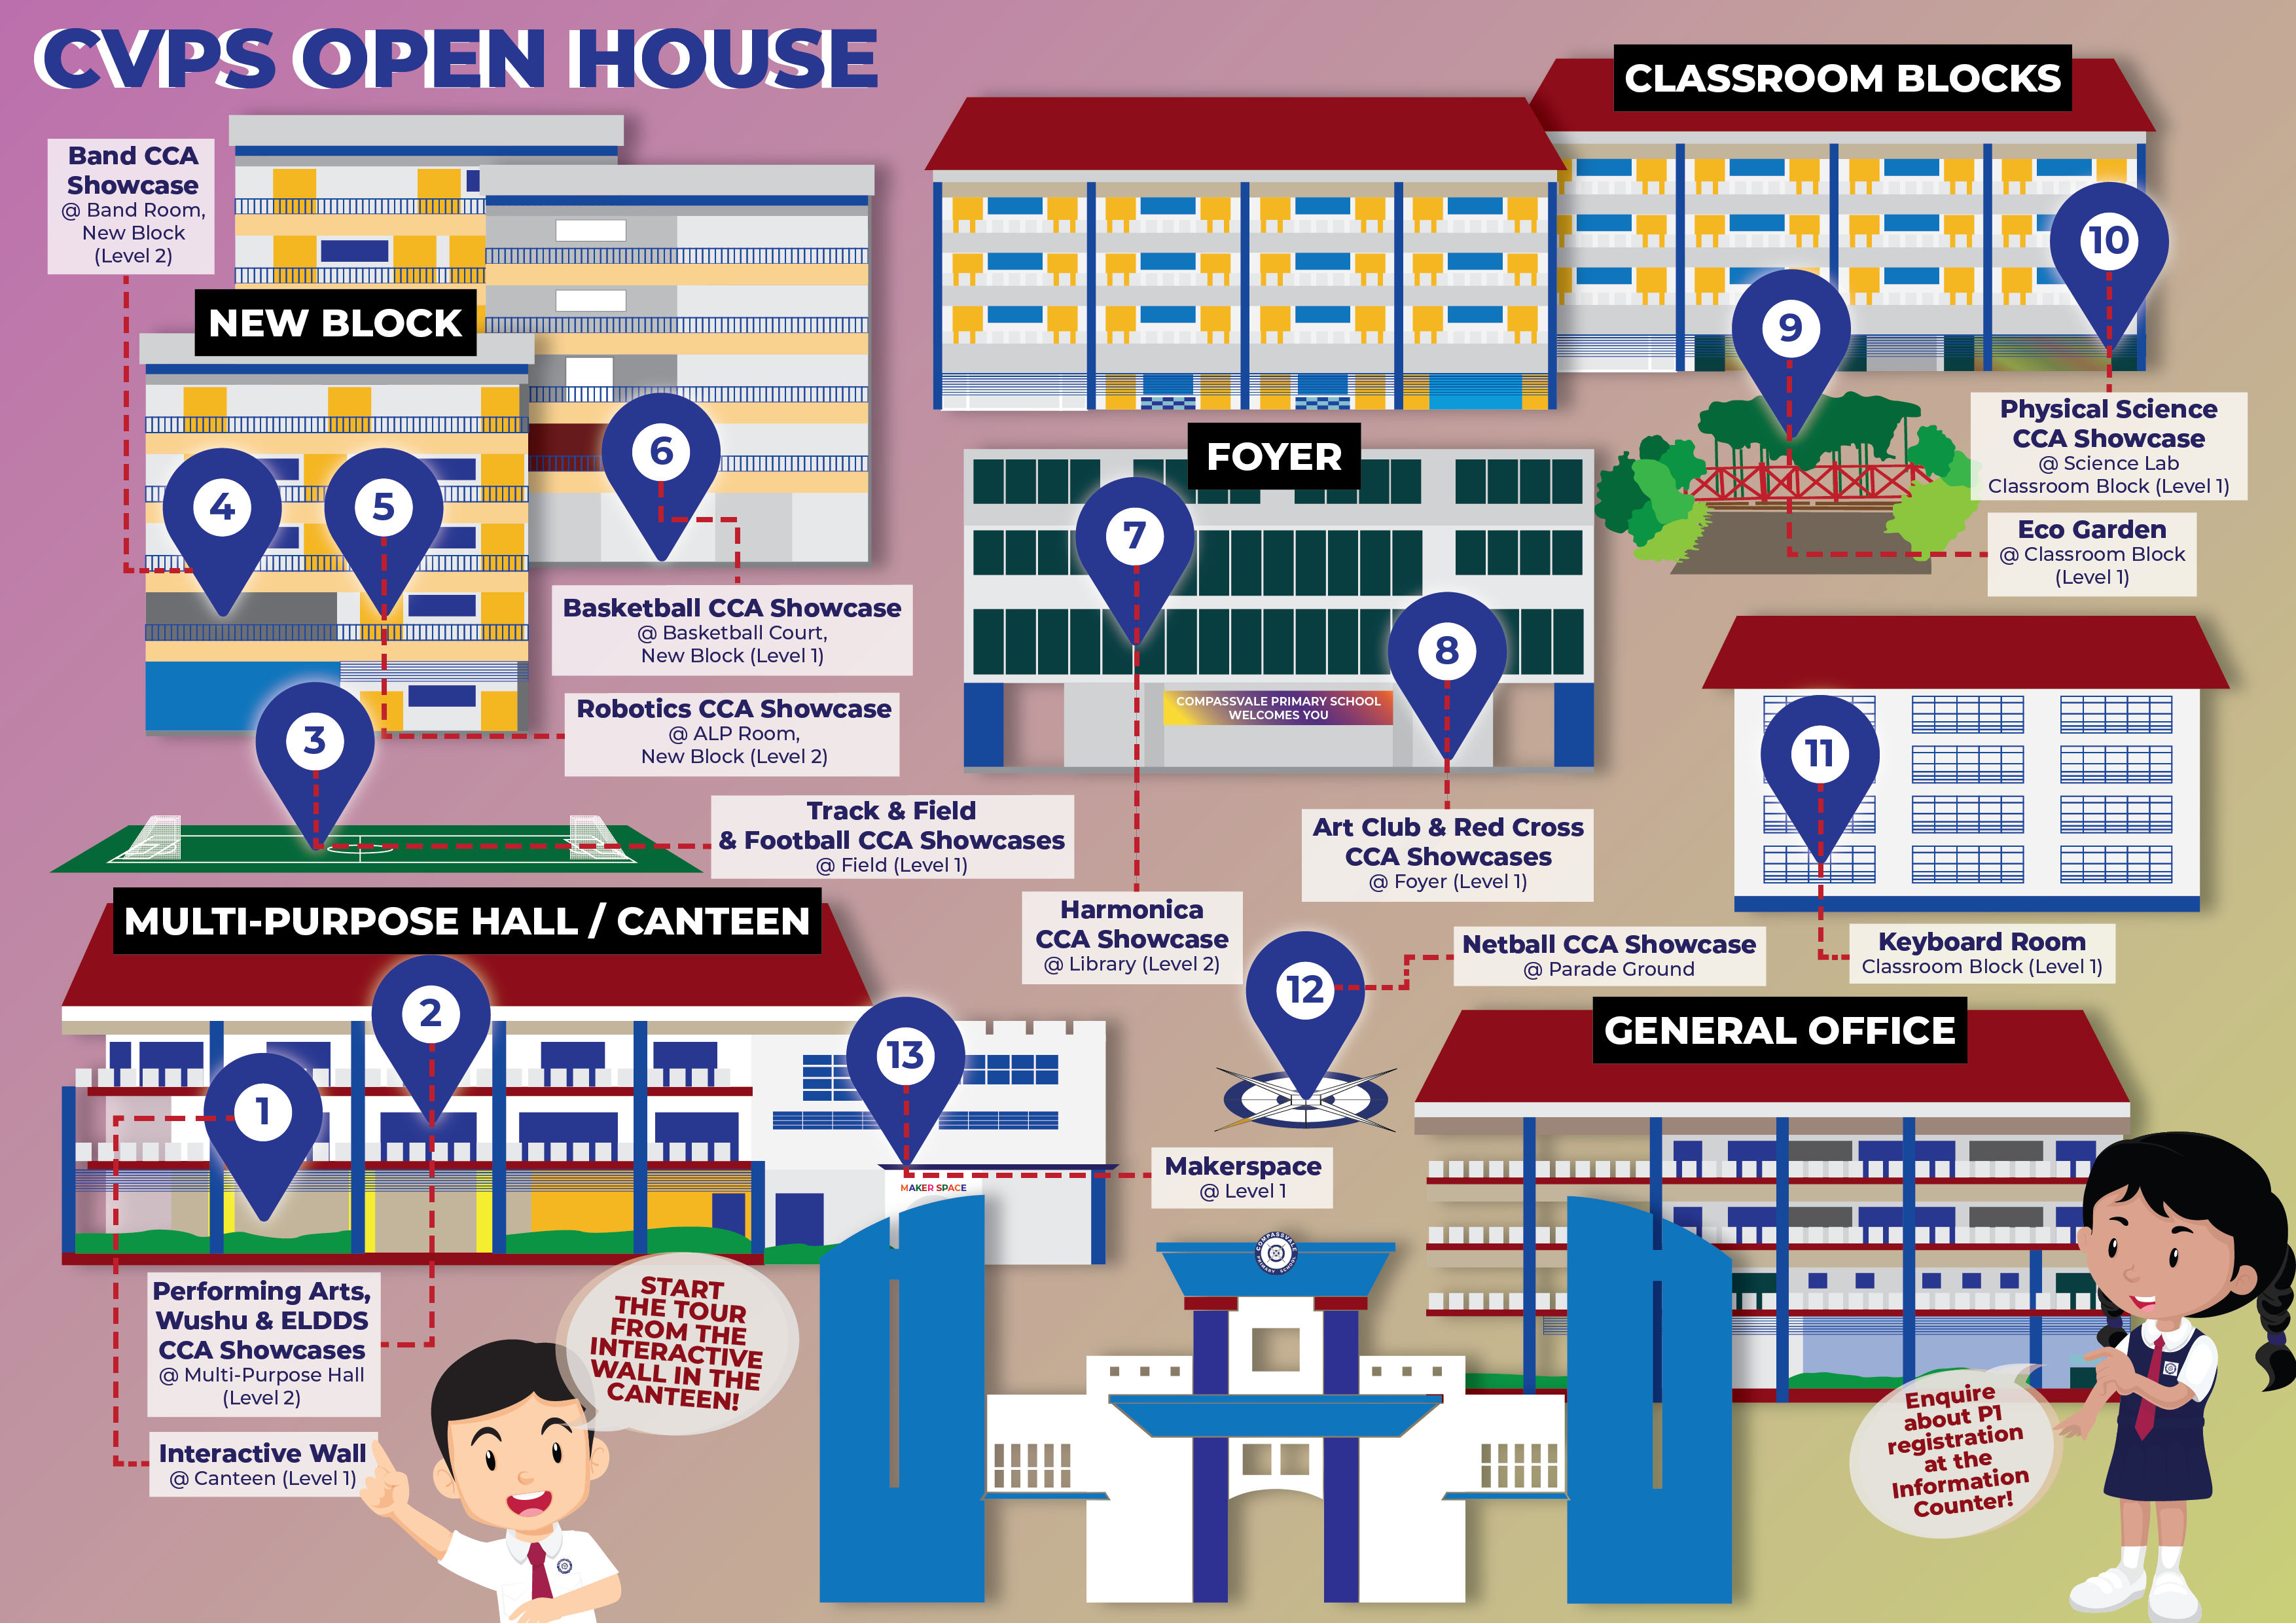 CVPS OPEN HOUSE
CLASSROOM BLOCKS
Band CCA
Showcase
@ Band Room,
New Block
(Level 2)
NEW BLOCK
10
9
4
5
6
Physical Science
CCA Showcase
@ Science Lab
Classroom Block (Level 1)
FOYER
7
8
Eco Garden
@ Classroom Block
(Level 1)
Basketball CCA Showcase
@ Basketball Court,
New Block (Level 1)
COMPASSVALE PRIMARY SCHOOL
WELCOMES YOU
Robotics CCA Showcase
@ ALP Room,
New Block (Level 2)
3
11
Track & Field
& Football CCA Showcases
@ Field (Level 1)
Art Club & Red Cross
CCA Showcases
@ Foyer (Level 1)
MULTI-PURPOSE HALL / CANTEEN
Harmonica
CCA Showcase
@ Library (Level 2)
12
Netball CCA Showcase
@ Parade Ground
Keyboard Room
Classroom Block (Level 1)
GENERAL OFFICE
2
13
1
MAKER SPACE
Makerspace
@ Level 1
COMPASSVALE
PRIMARY SCHOOL
Performing Arts,
Wushu & ELDDS
CCA Showcases
@ Multi-Purpose Hall
(Level 2)
Interactive Wall
@ Canteen (Level 1)
START
THE TOUR
FROM THE
INTERACTIVE
WALL IN THE
CANTEEN!
Enquire
about P1
registration
at the
Information
Counter!